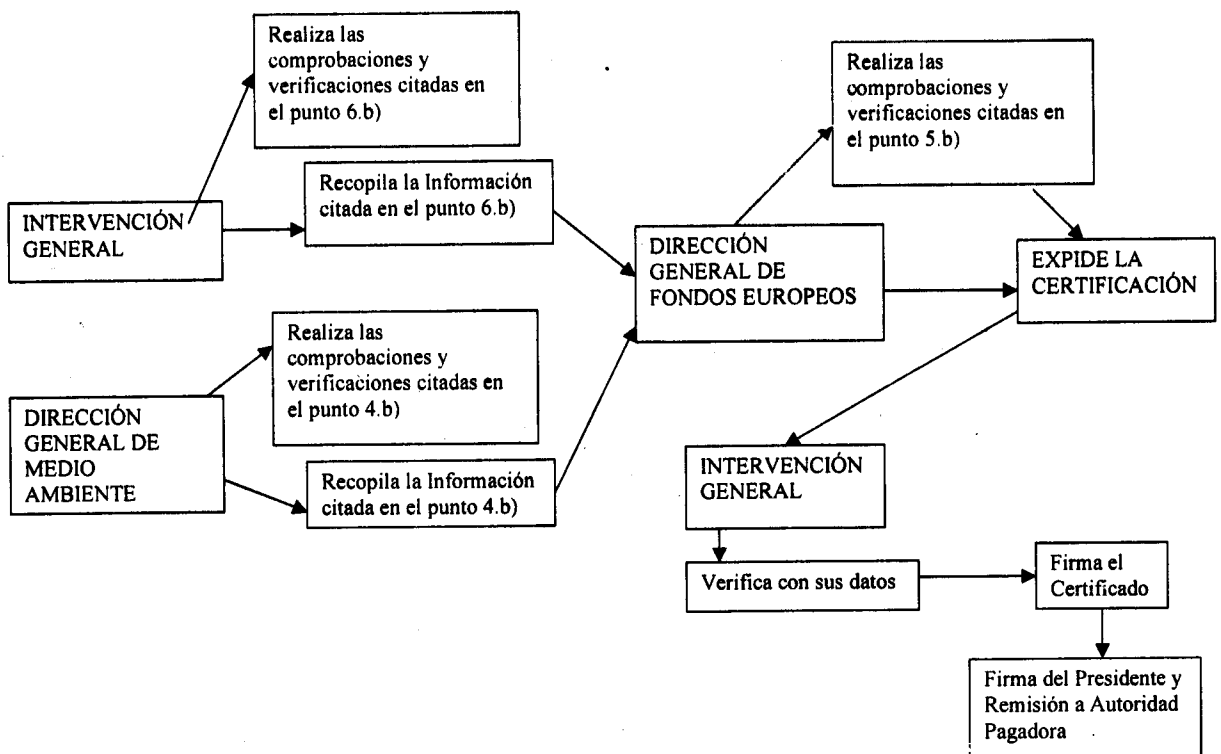 Realiza las
comprobaciones y
verificaciones citadas en
el punto 6.b)
Realiza las
comprobaciones y
verificaciones citadas en
el punto 5.b)
Recopila la Información
citada en el punto 6.b)
INTERVENCIÓN
GENERAL
DIRECCIÓN
GENERAL DE
FONDOS EUROPEOS
EXPIDE LA
CERTIFICACIÓN
Realiza las
comprobaciones y
verificaciones citadas en
el punto 4.b)
DIRECCIÓN
GENERAL DE
MEDIO
AMBIENTE
Recopila la Información
citada en el punto 4.b)
INTERVENCIÓN
GENERAL
Verifica con sus datos
Firma el
Certificado
Firma del Presidente y
Remisión a Autoridad
Pagadora